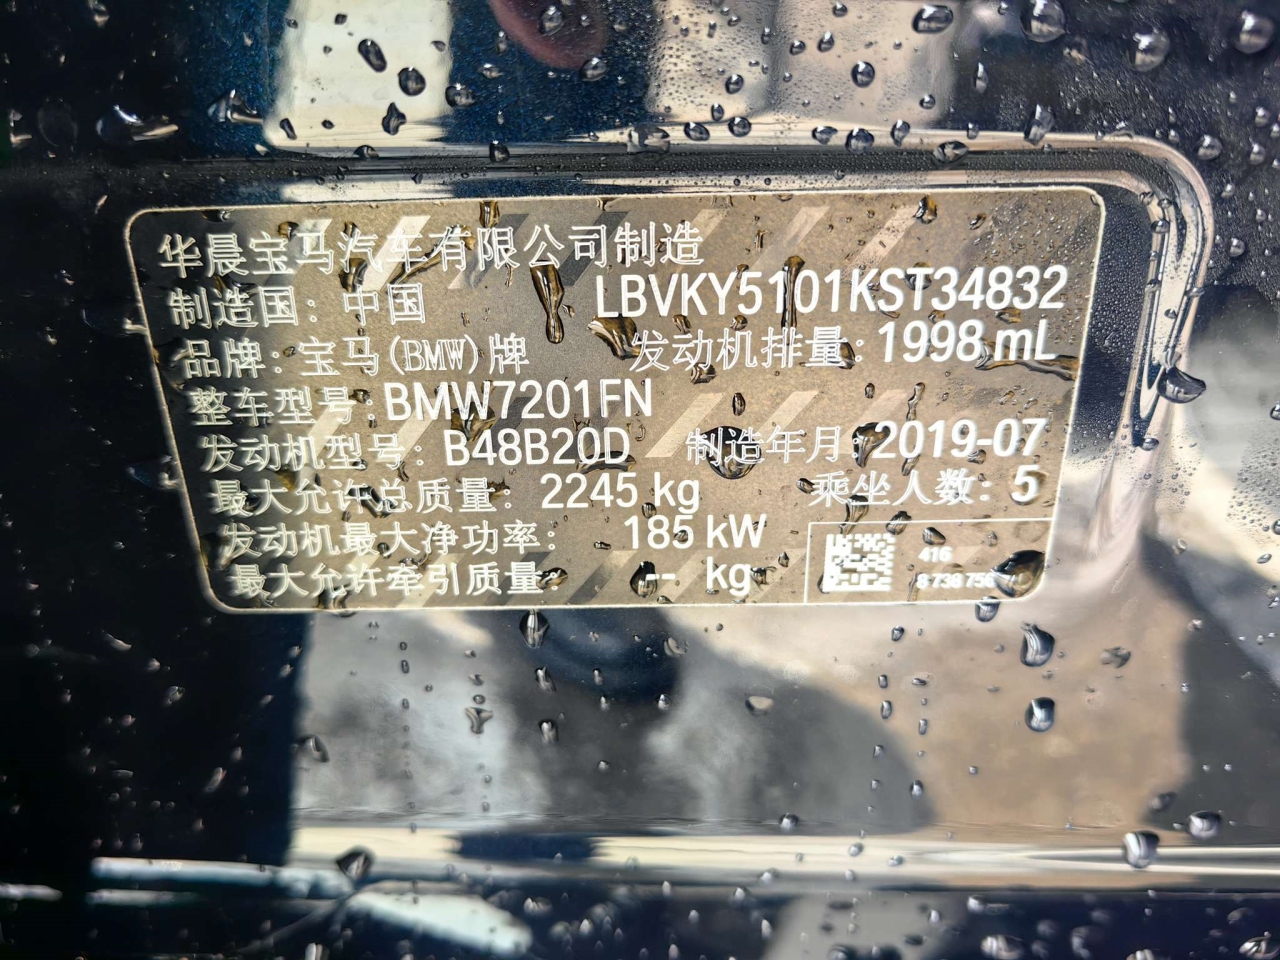 华晨宝马汽车有限公司制造
制造国：中国 LBVKY5101KST34832
品牌：宝马(BMW)牌 发动机排量：1998 mL
整车型号：BMW7201FN
发动机型号：B48B20D 制造年月：2019-07
最大允许总质量：2245 kg 乘坐人数：5
发动机最大净功率：185 kW
最大允许牵引质量：-- kg
416
8738756